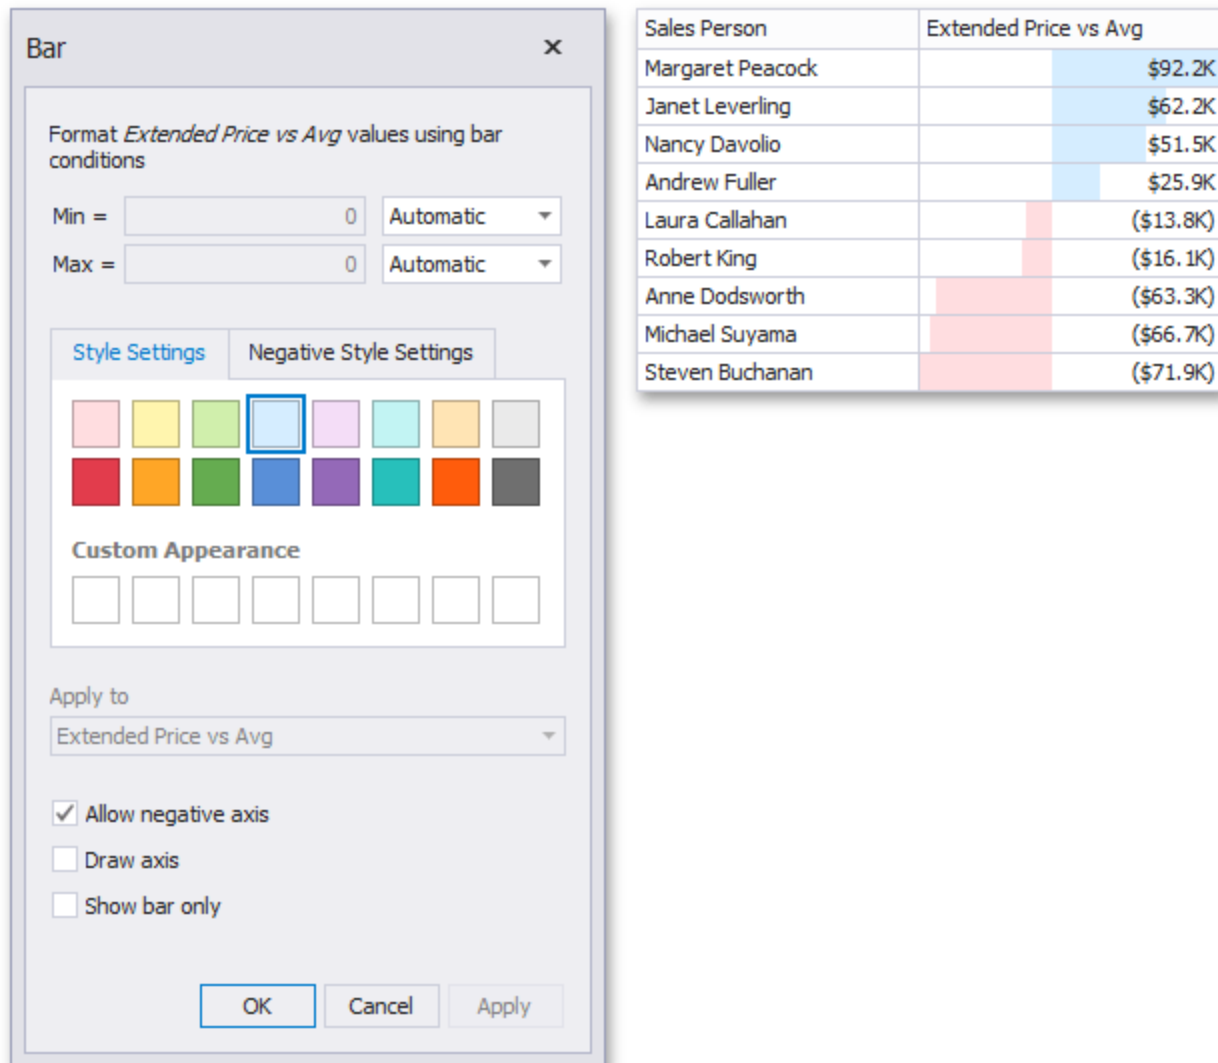 Bar
Format Extended Price vs Avg values using bar
conditions
Min = 0 Automatic
Max = 0 Automatic
Style Settings Negative Style Settings
Custom Appearance
Apply to
Extended Price vs Avg
Allow negative axis
Draw axis
Show bar only
OK Cancel Apply
Sales Person Extended Price vs Avg
Margaret Peacock $92.2K
Janet Leverling $62.2K
Nancy Davolio $51.5K
Andrew Fuller $25.9K
Laura Callahan ($13.8K)
Robert King ($16.1K)
Anne Dodsworth ($63.3K)
Michael Suyama ($66.7K)
Steven Buchanan ($71.9K)